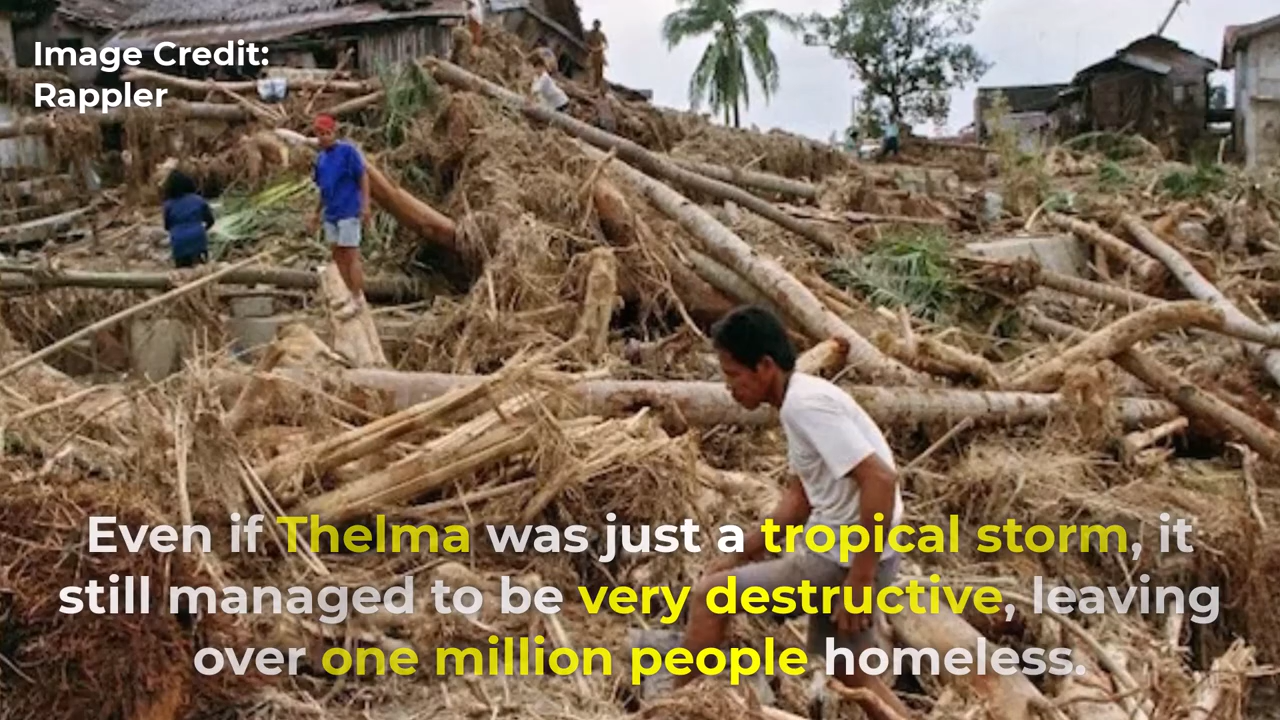 Image Credit:
Rappler
Even if Thelma was just a tropical storm, it
still managed to be very destructive, leaving
over one million people homeless.